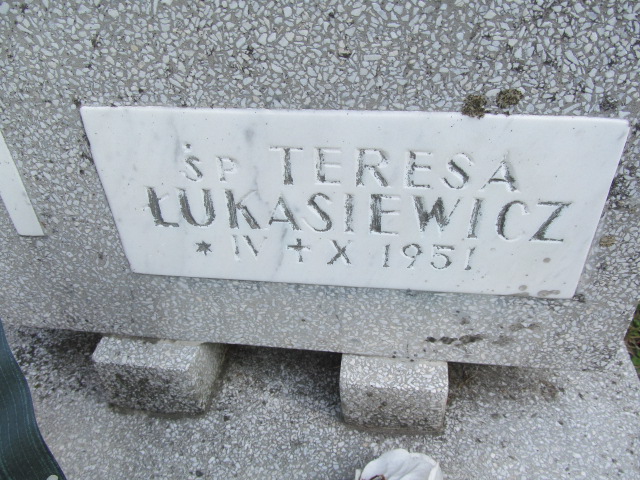 ŚP TERESA
ŁUKASIEWICZ
* IV + X 1951